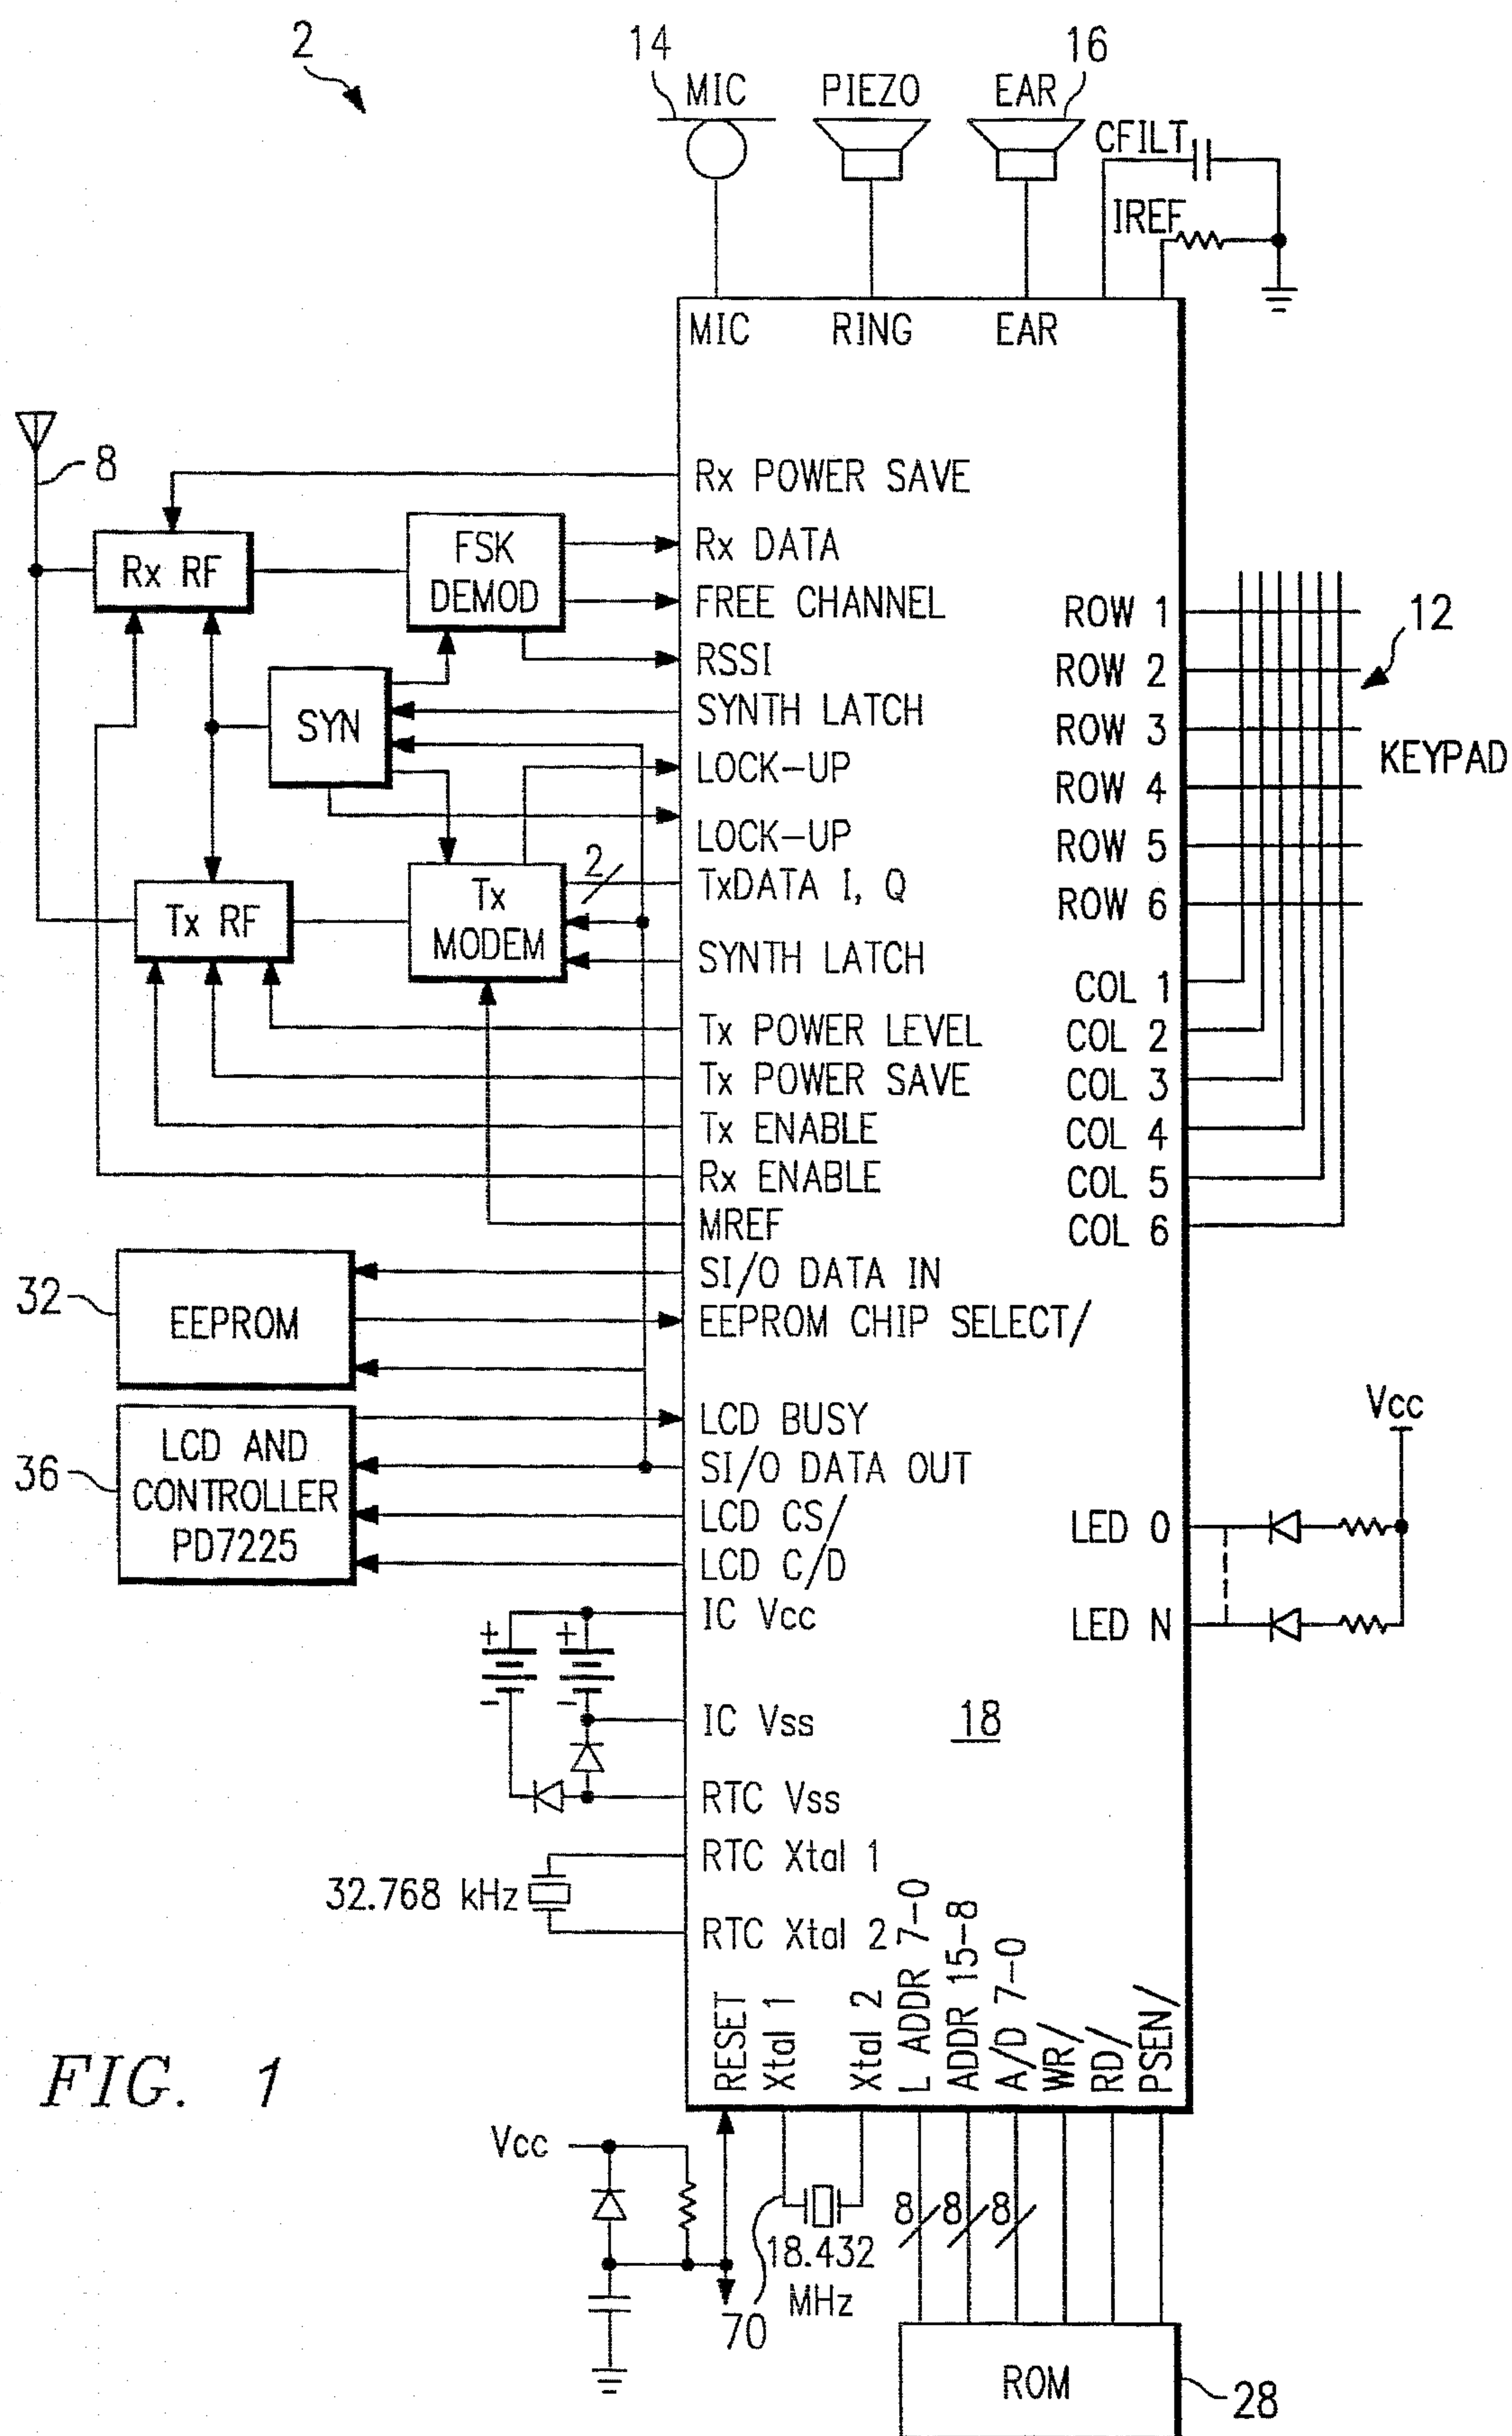 2
14
MIC
PIEZO
EAR
16
CFILT
IREF
MIC
RING
EAR
8
Rx RF
FSK
DEMOD
SYN
Tx RF
Tx
MODEM
2
Rx POWER SAVE
Rx DATA
FREE CHANNEL
RSSI
SYNTH LATCH
LOCK-UP
LOCK-UP
TxDATA I, Q
SYNTH LATCH
Tx POWER LEVEL
Tx POWER SAVE
Tx ENABLE
Rx ENABLE
MREF
SI/O DATA IN
EEPROM CHIP SELECT/
LCD BUSY
SI/O DATA OUT
LCD CS/
LCD C/D
IC Vcc
IC Vss
RTC Vss
RTC Xtal 1
RTC Xtal 2
ROW 1
ROW 2
ROW 3
ROW 4
ROW 5
ROW 6
12
KEYPAD
COL 1
COL 2
COL 3
COL 4
COL 5
COL 6
32
EEPROM
36
LCD AND
CONTROLLER
PD7225
+
+
-
-
32.768 kHz
Vcc
LED 0
LED N
18
RESET
Xtal 1
Xtal 2
L ADDR 7-0
ADDR 15-8
A/D 7-0
WR/
RD/
PSEN/
FIG. 1
Vcc
18.432
MHz
70
8
8
8
ROM
28